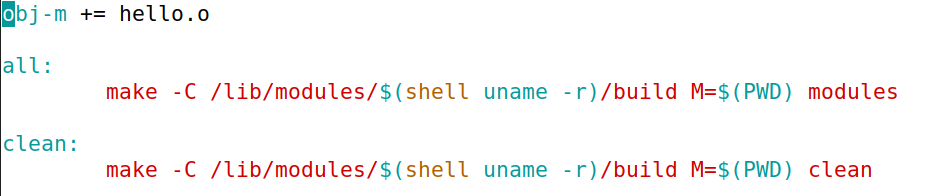 obj-m += hello.o
all:
make -C /lib/modules/$(shell uname -r)/build M=$(PWD) modules
clean:
make -C /lib/modules/$(shell uname -r)/build M=$(PWD) clean